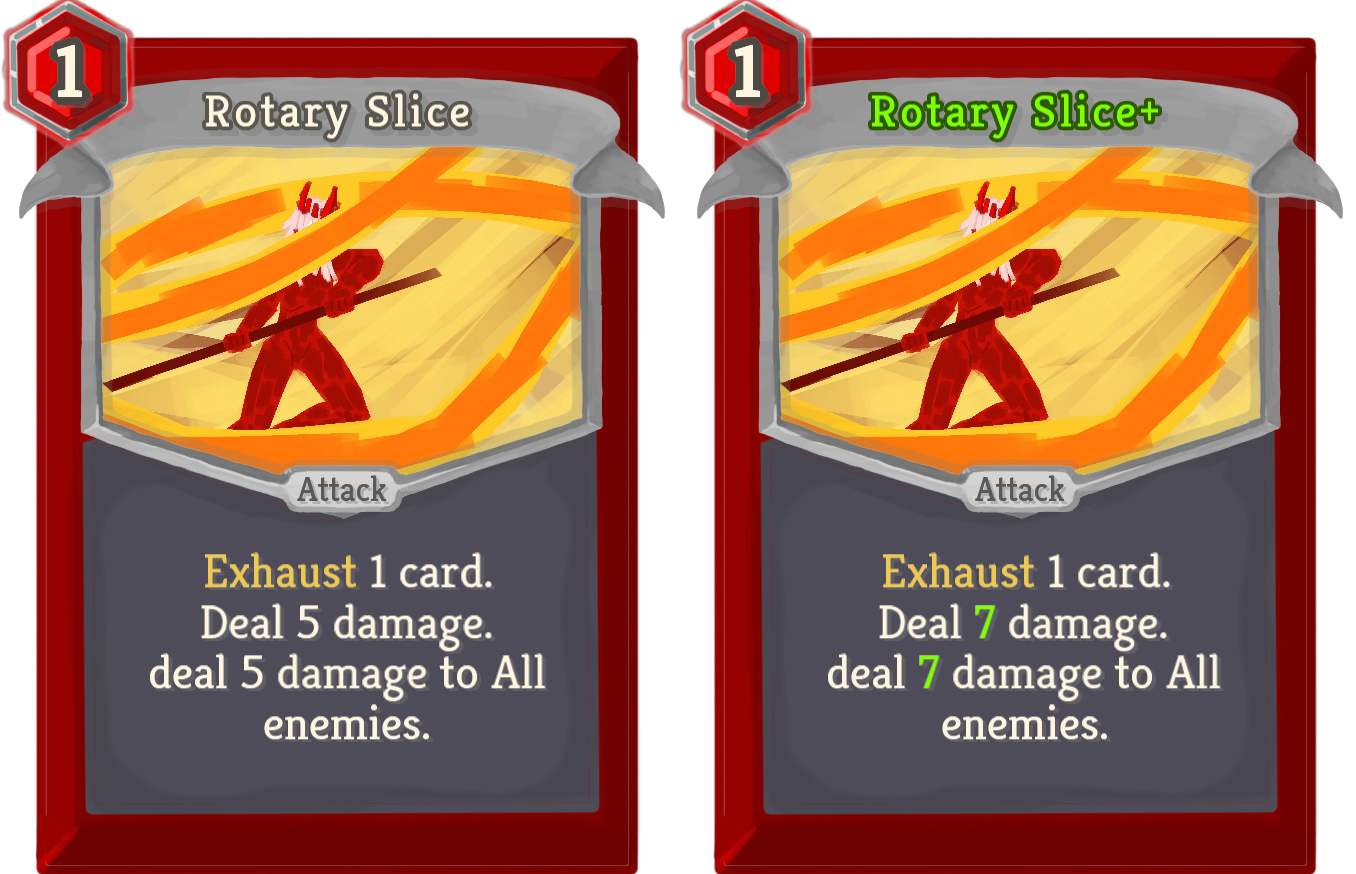 1
Rotary Slice
Attack
Exhaust 1 card.
Deal 5 damage.
deal 5 damage to All
enemies.
1
Rotary Slice+
Attack
Exhaust 1 card.
Deal 7 damage.
deal 7 damage to All
enemies.